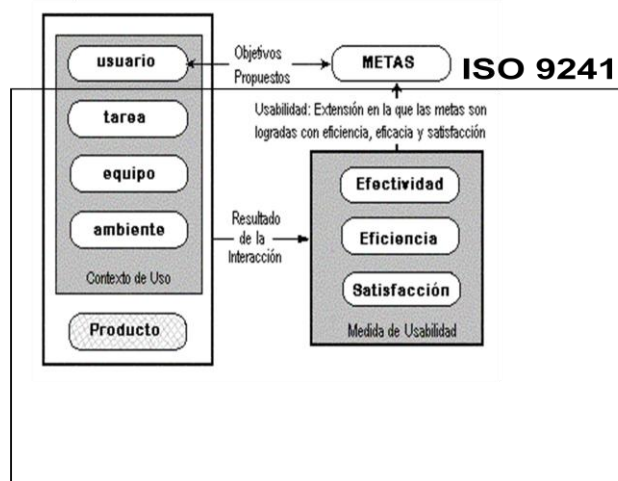 usuario
tarea
equipo
ambiente
Contexto de Uso
Producto
Objetivos
Propuestos
METAS
ISO 9241
Usabilidad: Extensión en la que las metas son
logradas con eficiencia, eficacia y satisfacción
Resultado
de la
Interacción
Efectividad
Eficiencia
Satisfacción
Medida de Usabilidad